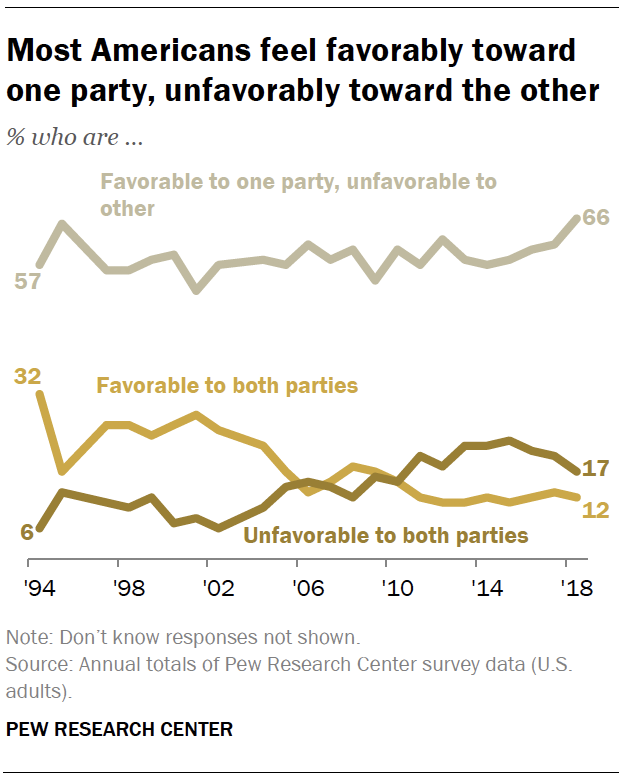 Most Americans feel favorably toward
one party, unfavorably toward the other
% who are ...
Favorable to one party, unfavorable to
other
66
57
32
Favorable to both parties
17
12
6
Unfavorable to both parties
'94 '98 '02 '06 '10 '14 '18
Note: Don't know responses not shown.
Source: Annual totals of Pew Research Center survey data (U.S.
adults).
PEW RESEARCH CENTER